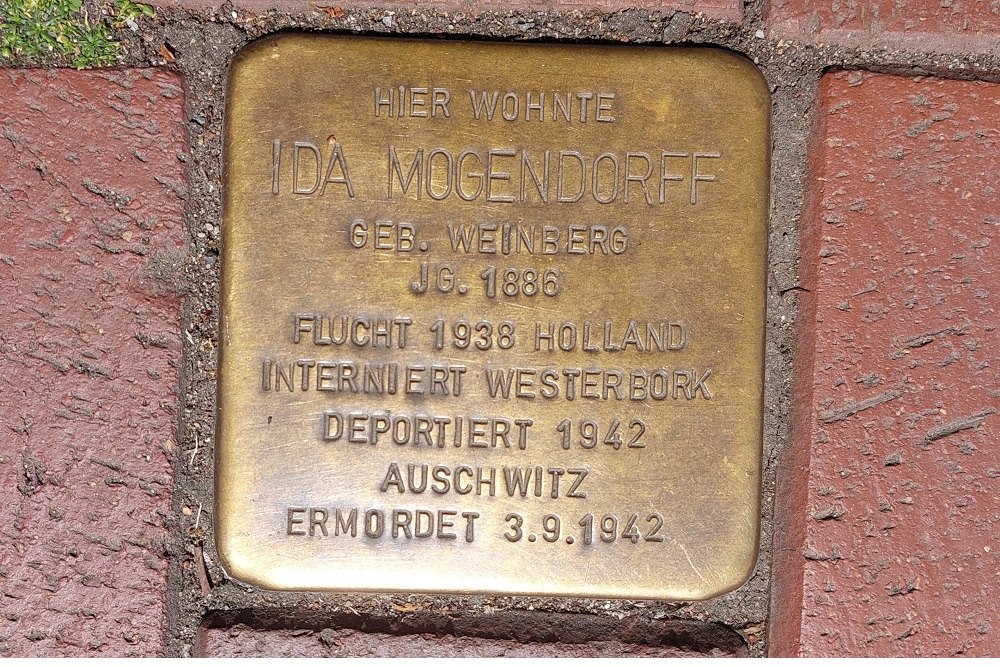 HIER WOHNTE
IDA MOGENDORFF
GEB. WEINBERG
JG. 1886
FLUCHT 1938 HOLLAND
INTERNIERT WESTERBORK
DEPORTIERT 1942
AUSCHWITZ
ERMORDET 3.9.1942